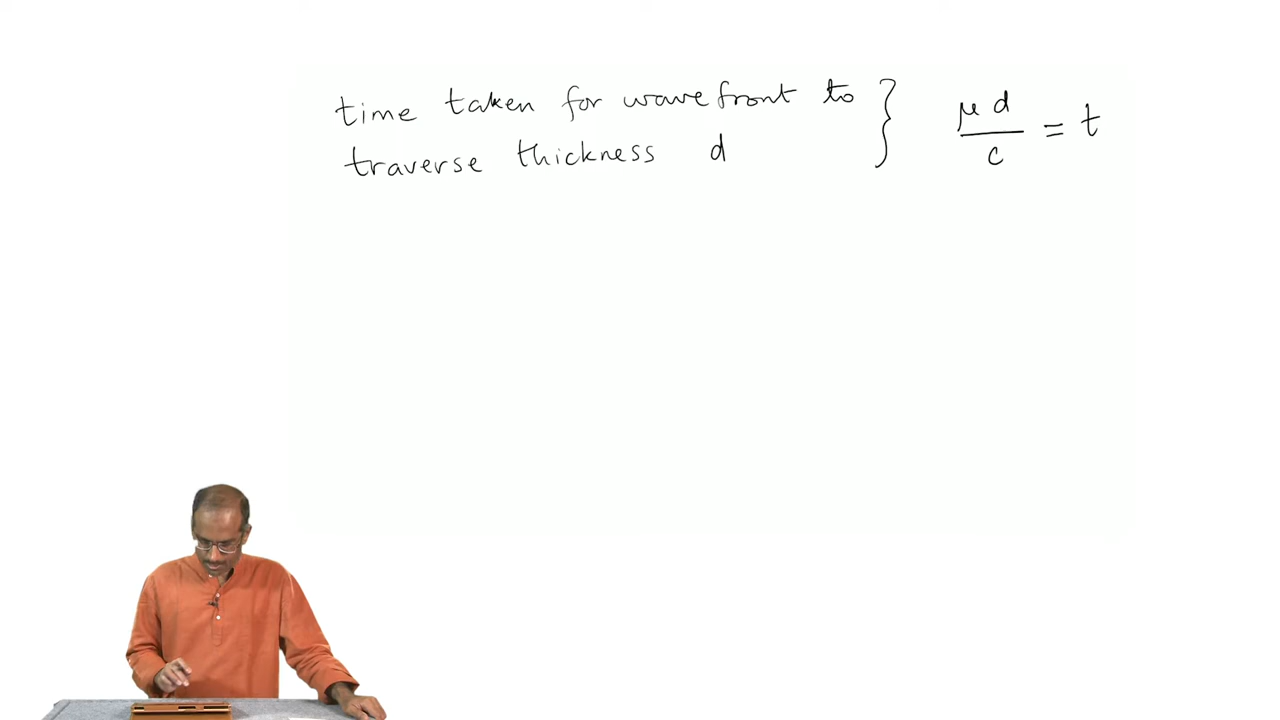 time taken for wavefront to } μd/c = t
traverse thickness d